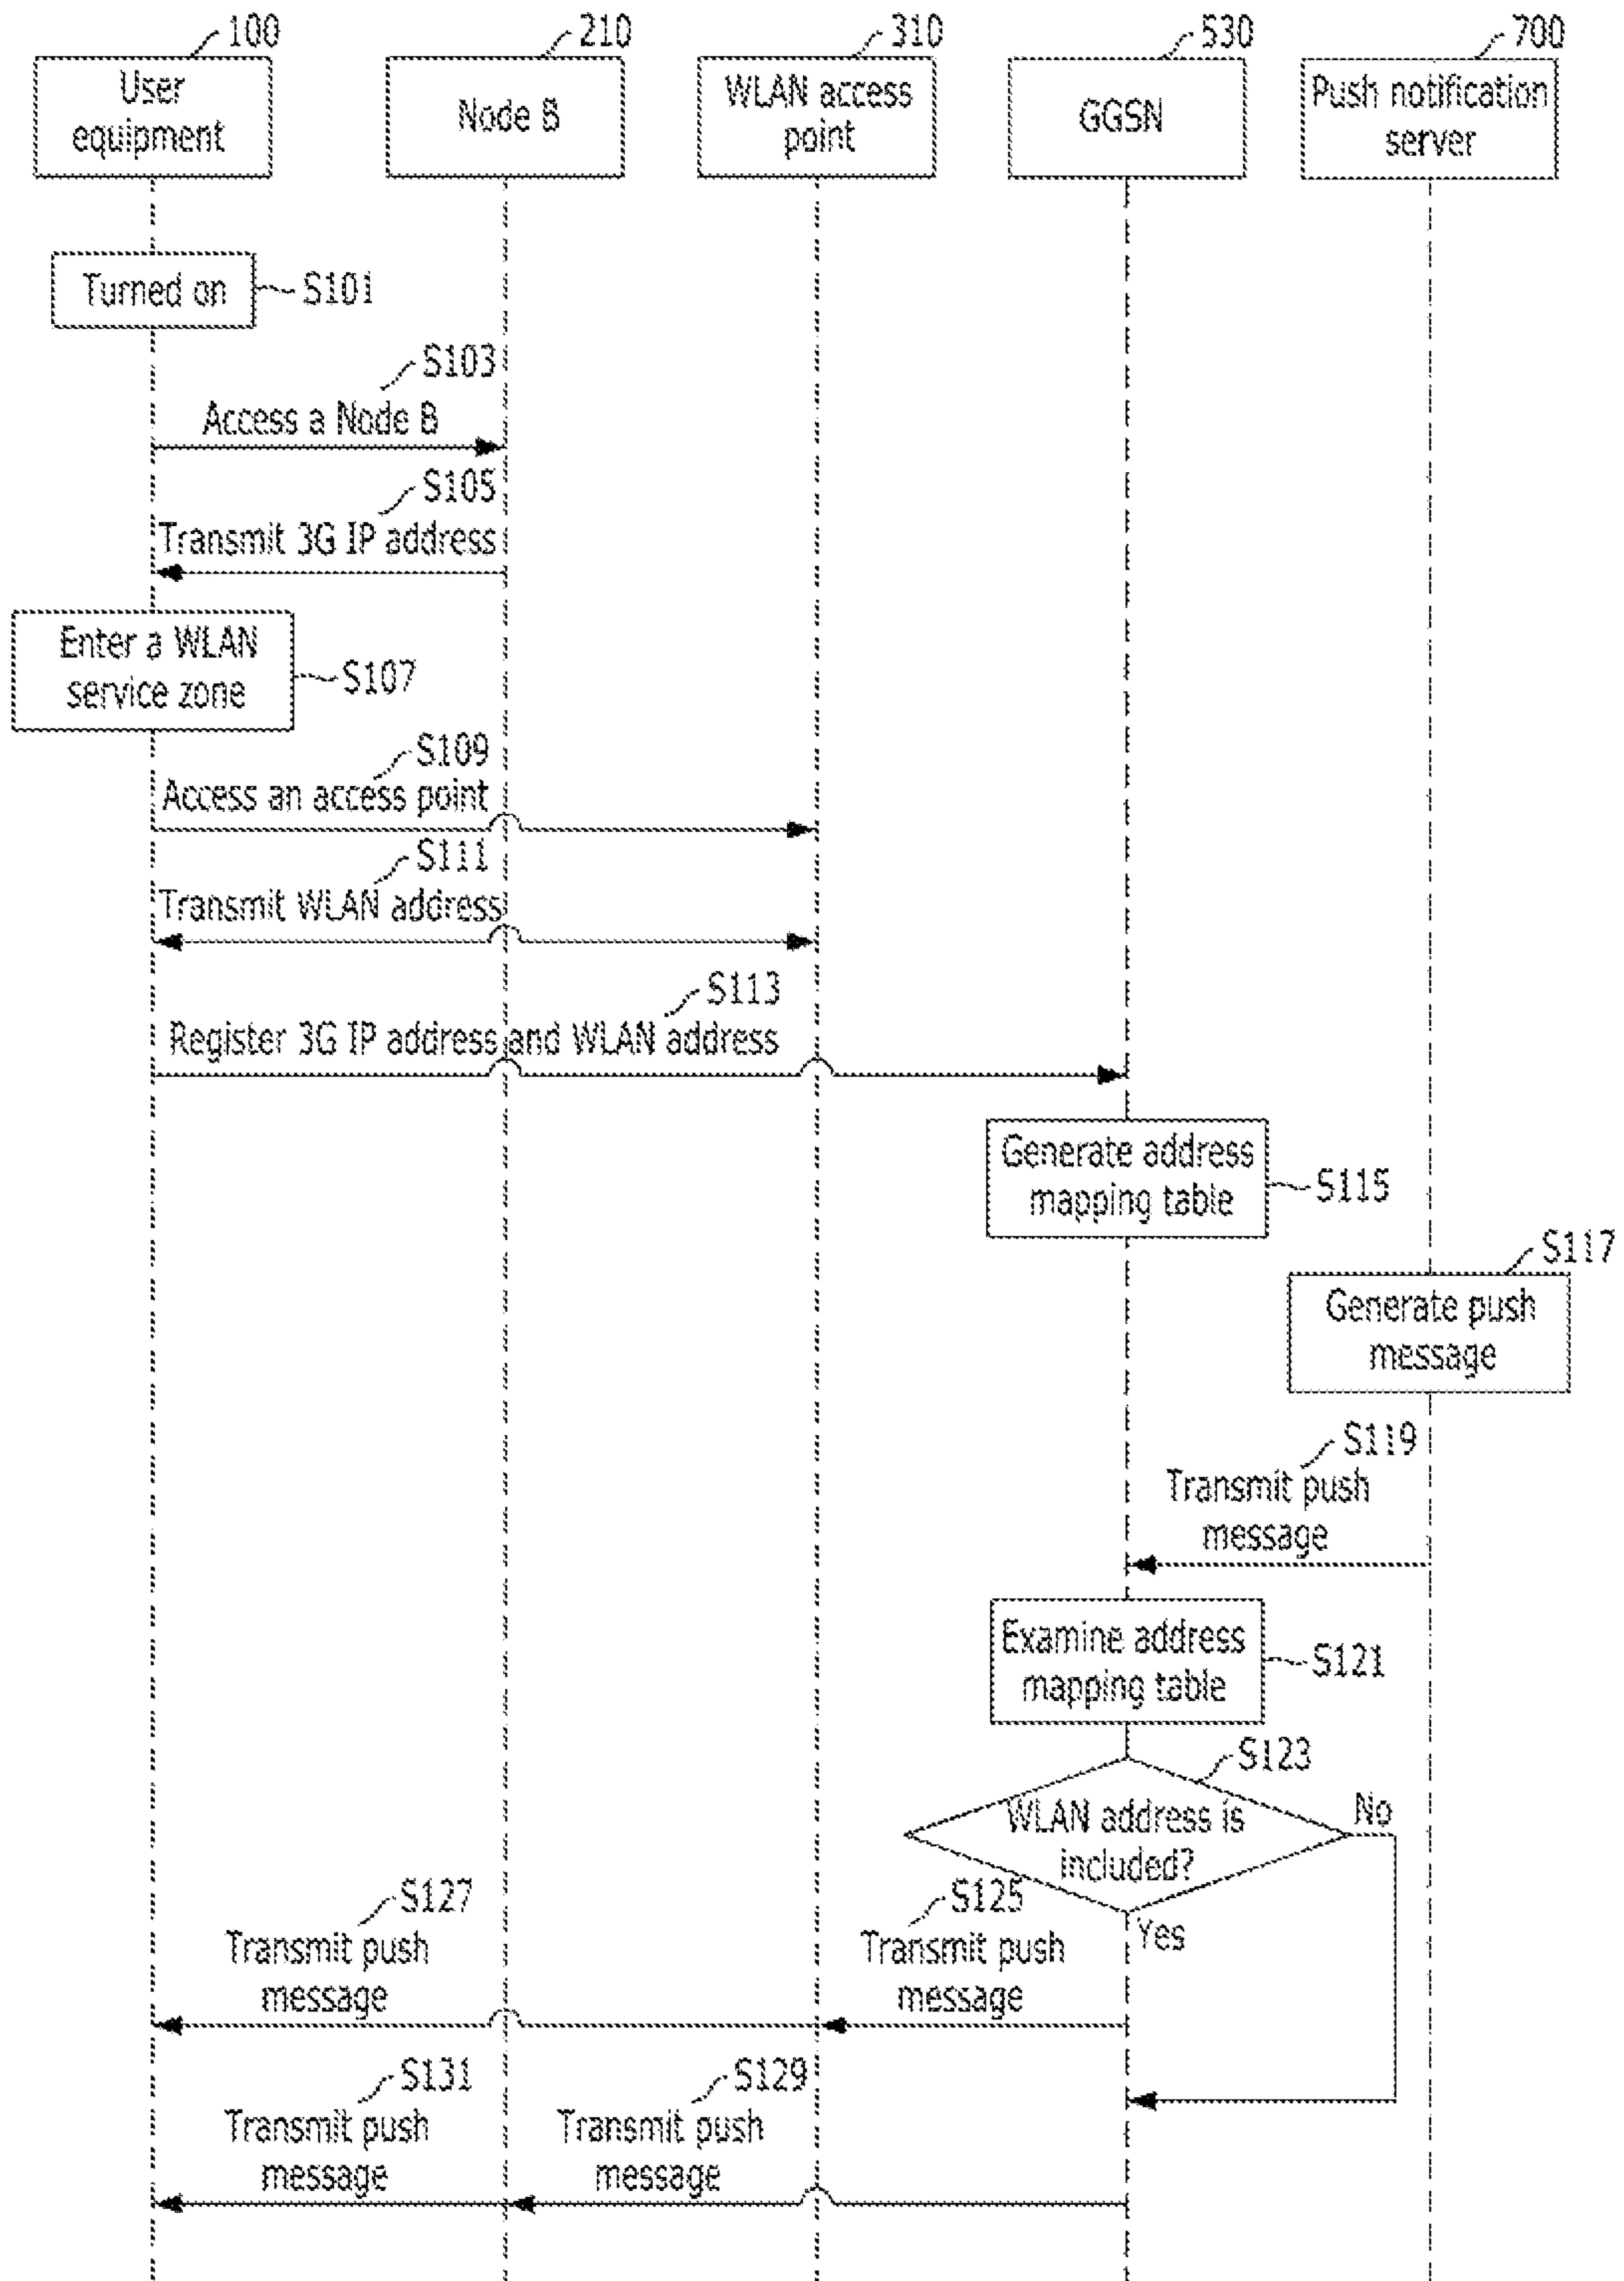 100
210
310
530
700
User
equipment
Node B
WLAN access
point
GGSN
Push notification
server
Turned on
S101
S103
Access a Node B
S105
Transmit 3G IP address
Enter a WLAN
service zone
S107
S109
Access an access point
S111
Transmit WLAN address
S113
Register 3G IP address and WLAN address
Generate address
mapping table
S115
S117
Generate push
message
S119
Transmit push
message
Examine address
mapping table
S121
S123
WLAN address is
included?
No
Yes
S127
Transmit push
message
S125
Transmit push
message
S131
Transmit push
message
S129
Transmit push
message